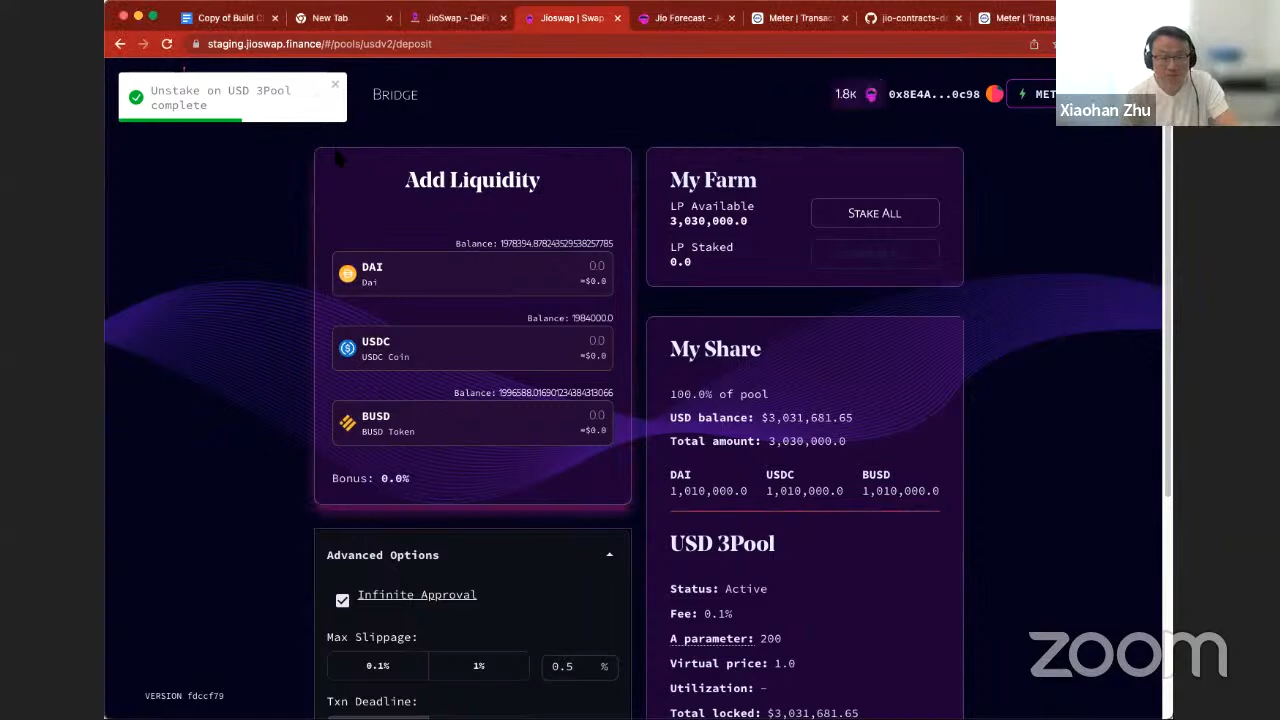 Copy of Build C
New Tab
JioSwap - DeFi
Jioswap | Swap
Jio Forecast - J
Meter | Transac
jio-contracts-de
Meter | Transac
staging.jioswap.finance/#/pools/usdv2/deposit
Unstake on USD 3Pool
complete
BRIDGE
1.8K
0x8E4A...0c98
MET
Xiaohan Zhu
Add Liquidity
Balance: 1978394.878243529538257785
DAI
Dai
0.0
≈$0.0
Balance: 1984000.0
USDC
USDC Coin
0.0
≈$0.0
Balance: 1996588.016901234384313066
BUSD
BUSD Token
0.0
≈$0.0
Bonus: 0.0%
Advanced Options
Infinite Approval
Max Slippage:
0.1%
1%
0.5 %
Txn Deadline:
My Farm
LP Available
3,030,000.0
STAKE ALL
LP Staked
0.0
My Share
100.0% of pool
USD balance: $3,031,681.65
Total amount: 3,030,000.0
DAI USDC BUSD
1,010,000.0 1,010,000.0 1,010,000.0
USD 3Pool
Status: Active
Fee: 0.1%
A parameter: 200
Virtual price: 1.0
Utilization: -
Total locked: $3,031,681.65
VERSION fdccf79
zoom